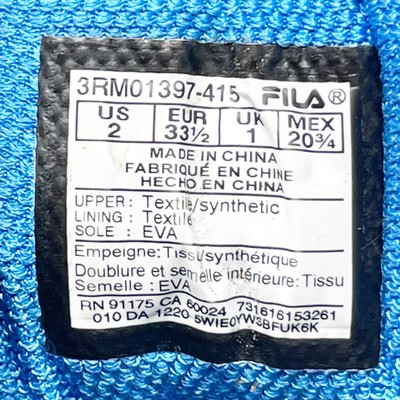 3RM01397-415 FILA®
US EUR UK MEX
2 33½ 1 20¾
MADE IN CHINA
FABRIQUÉ EN CHINE
HECHO EN CHINA
UPPER : Textile/synthetic
LINING : Textile
SOLE : EVA
Empeigne: Tissu/synthétique
Doublure et semelle intérieure: Tissu
Semelle : EVA
RN 91175 CA 60024 731616153261
010 DA 1220 5WIE0YWSBFUK6K